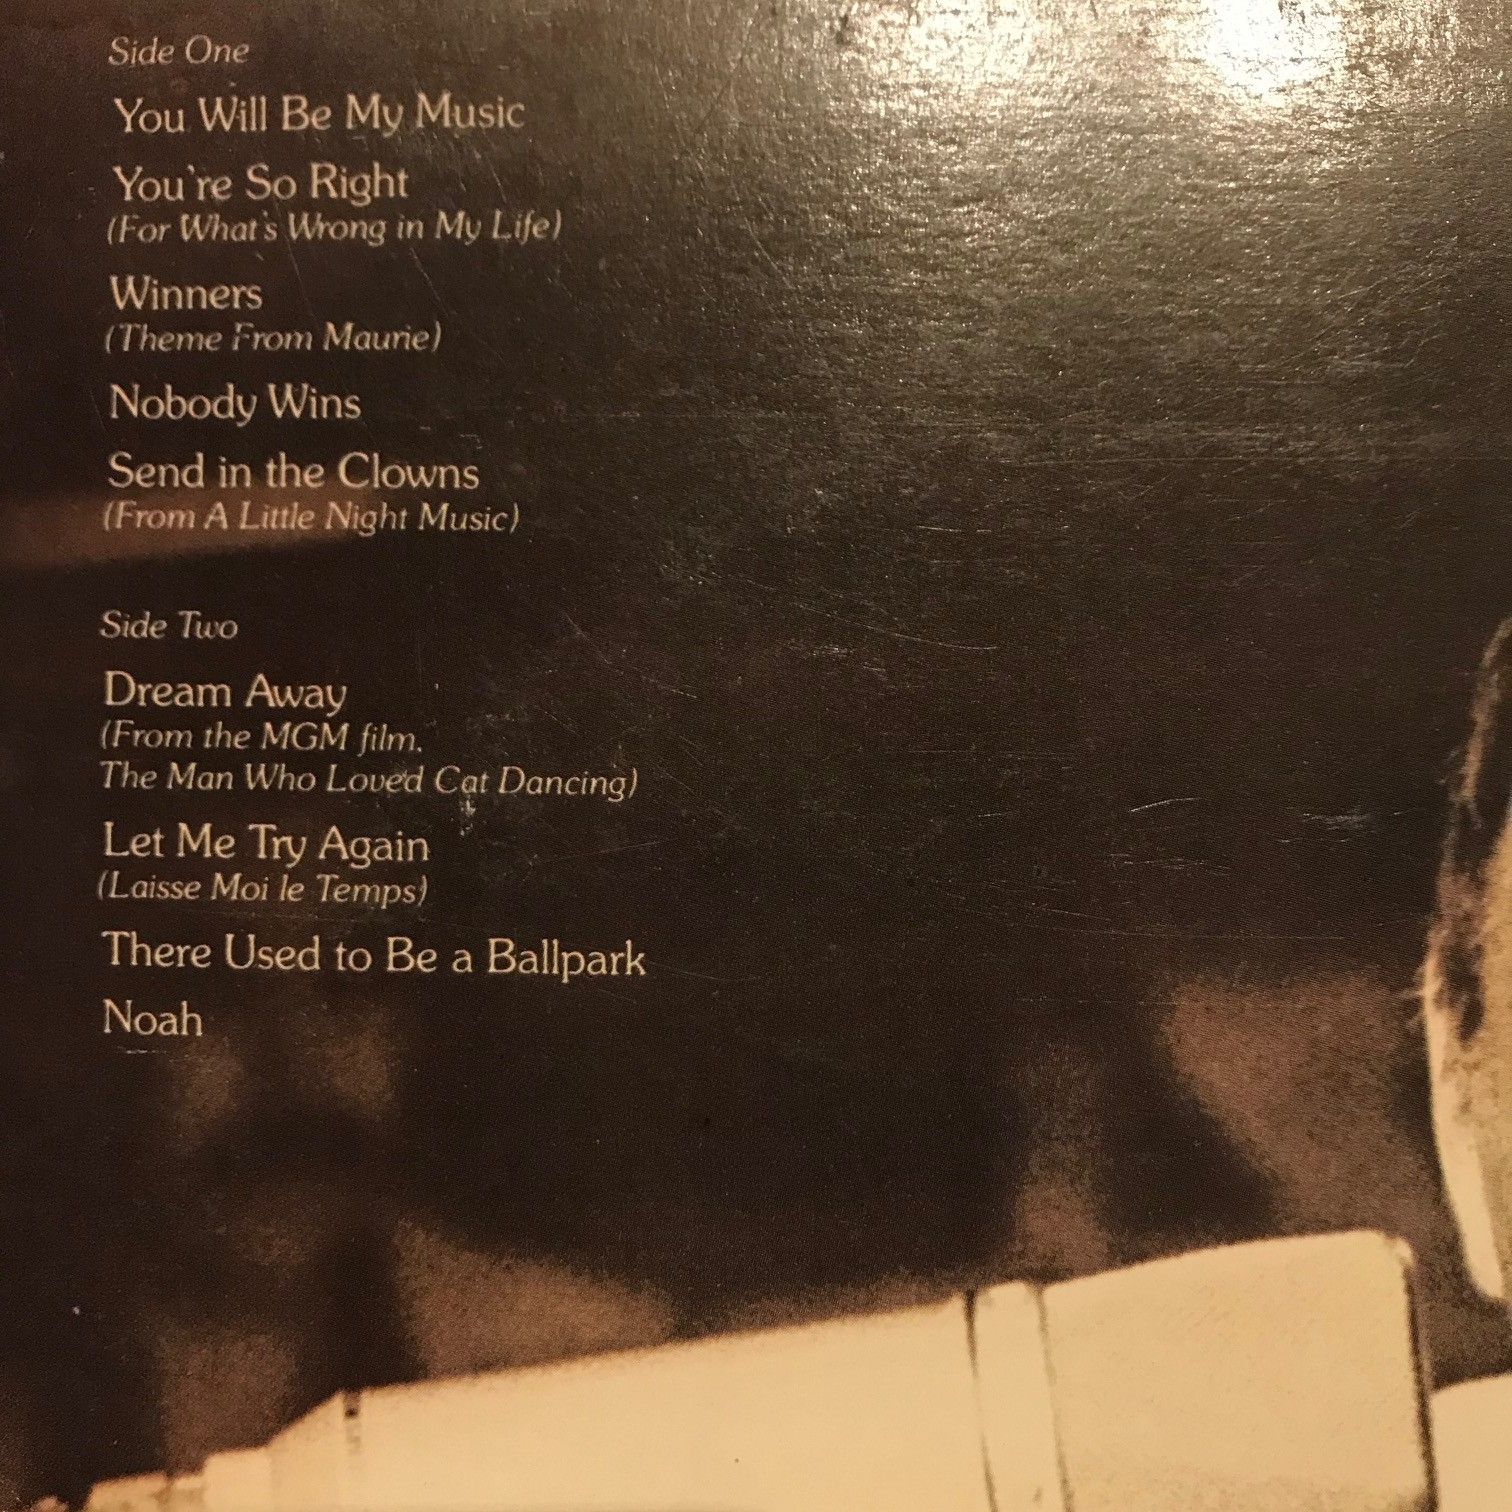 Side One
You Will Be My Music
You're So Right
(For What's Wrong in My Life)
Winners
(Theme From Maurie)
Nobody Wins
Send in the Clowns
(From A Little Night Music)
Side Two
Dream Away
(From the MGM film,
The Man Who Loved Cat Dancing)
Let Me Try Again
(Laisse Moi le Temps)
There Used to Be a Ballpark
Noah